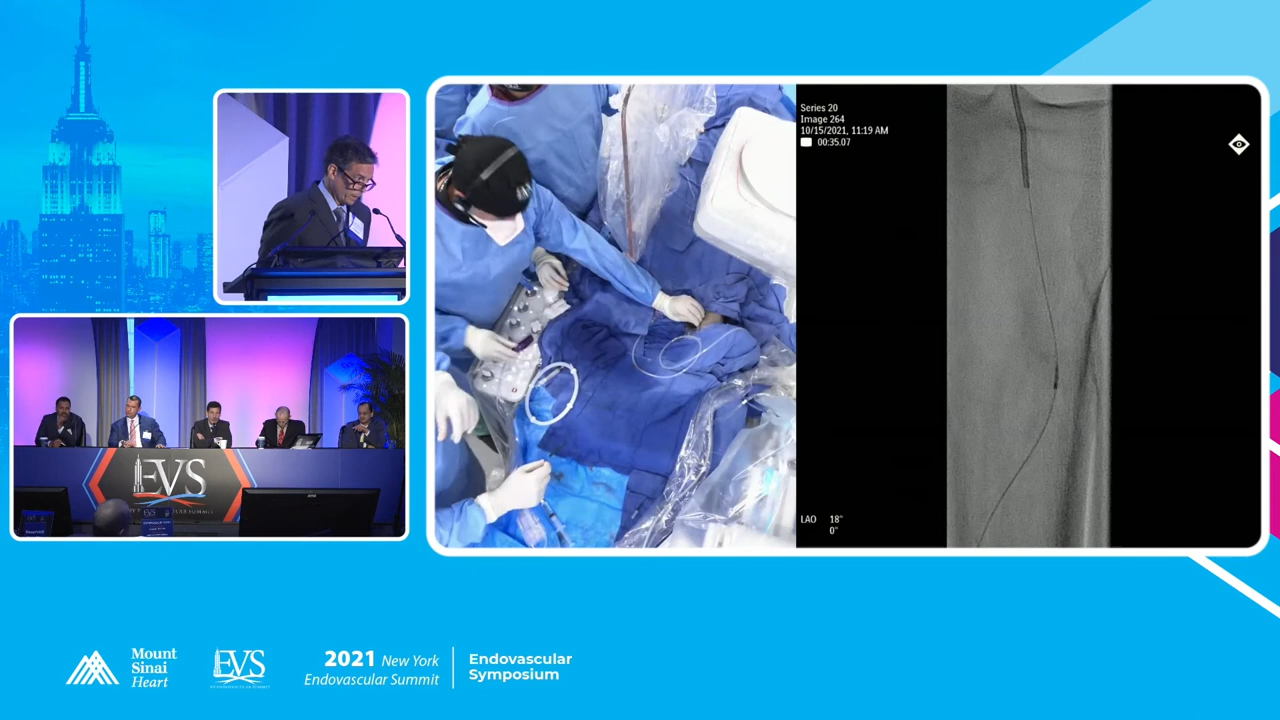 Series 20
Image 264
10/15/2021, 11:19 AM
00:35.07
LAO 18°
0°
EVS
Mount
Sinai
Heart
EVS
2021 New York
Endovascular Summit
Endovascular
Symposium